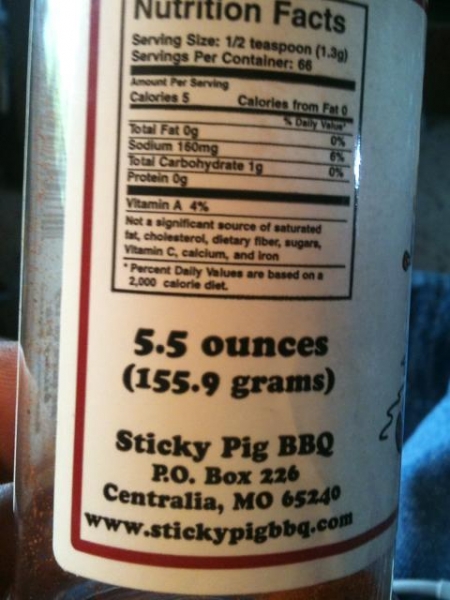 Nutrition Facts
Serving Size: 1/2 teaspoon (1.3g)
Servings Per Container: 66
Amount Per Serving
Calories 5 Calories from Fat 0
% Daily Value*
Total Fat 0g 0%
Sodium 160mg 6%
Total Carbohydrate 1g 0%
Protein 0g
Vitamin A 4%
Not a significant source of saturated
fat, cholesterol, dietary fiber, sugars,
Vitamin C, calcium, and iron
* Percent Daily Values are based on a
2,000 calorie diet.
5.5 ounces
(155.9 grams)
Sticky Pig BBQ
P.O. Box 226
Centralia, MO 65240
www.stickypigbbq.com